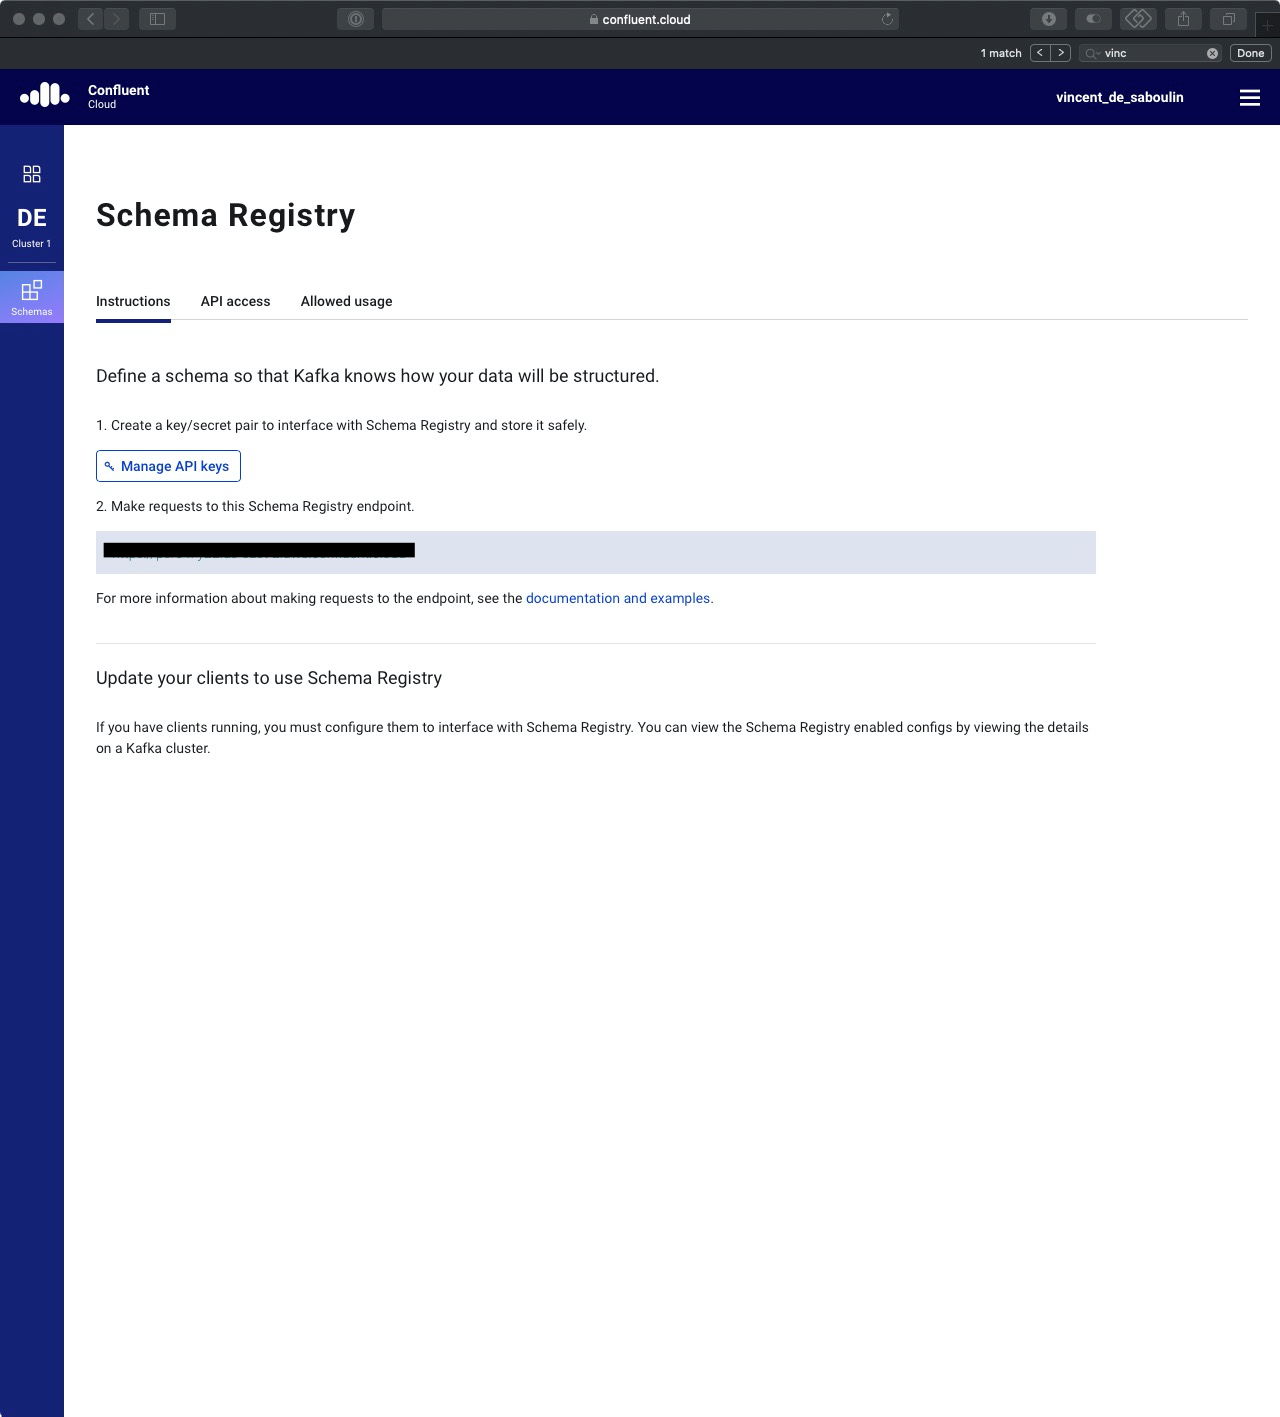 confluent.cloud
1 match
vinc
Done
Confluent
Cloud
vincent_de_saboulin
DE
Cluster 1
Schemas
Schema Registry
Instructions
API access
Allowed usage
Define a schema so that Kafka knows how your data will be structured.
1. Create a key/secret pair to interface with Schema Registry and store it safely.
Manage API keys
2. Make requests to this Schema Registry endpoint.
For more information about making requests to the endpoint, see the documentation and examples.
Update your clients to use Schema Registry
If you have clients running, you must configure them to interface with Schema Registry. You can view the Schema Registry enabled configs by viewing the details
on a Kafka cluster.